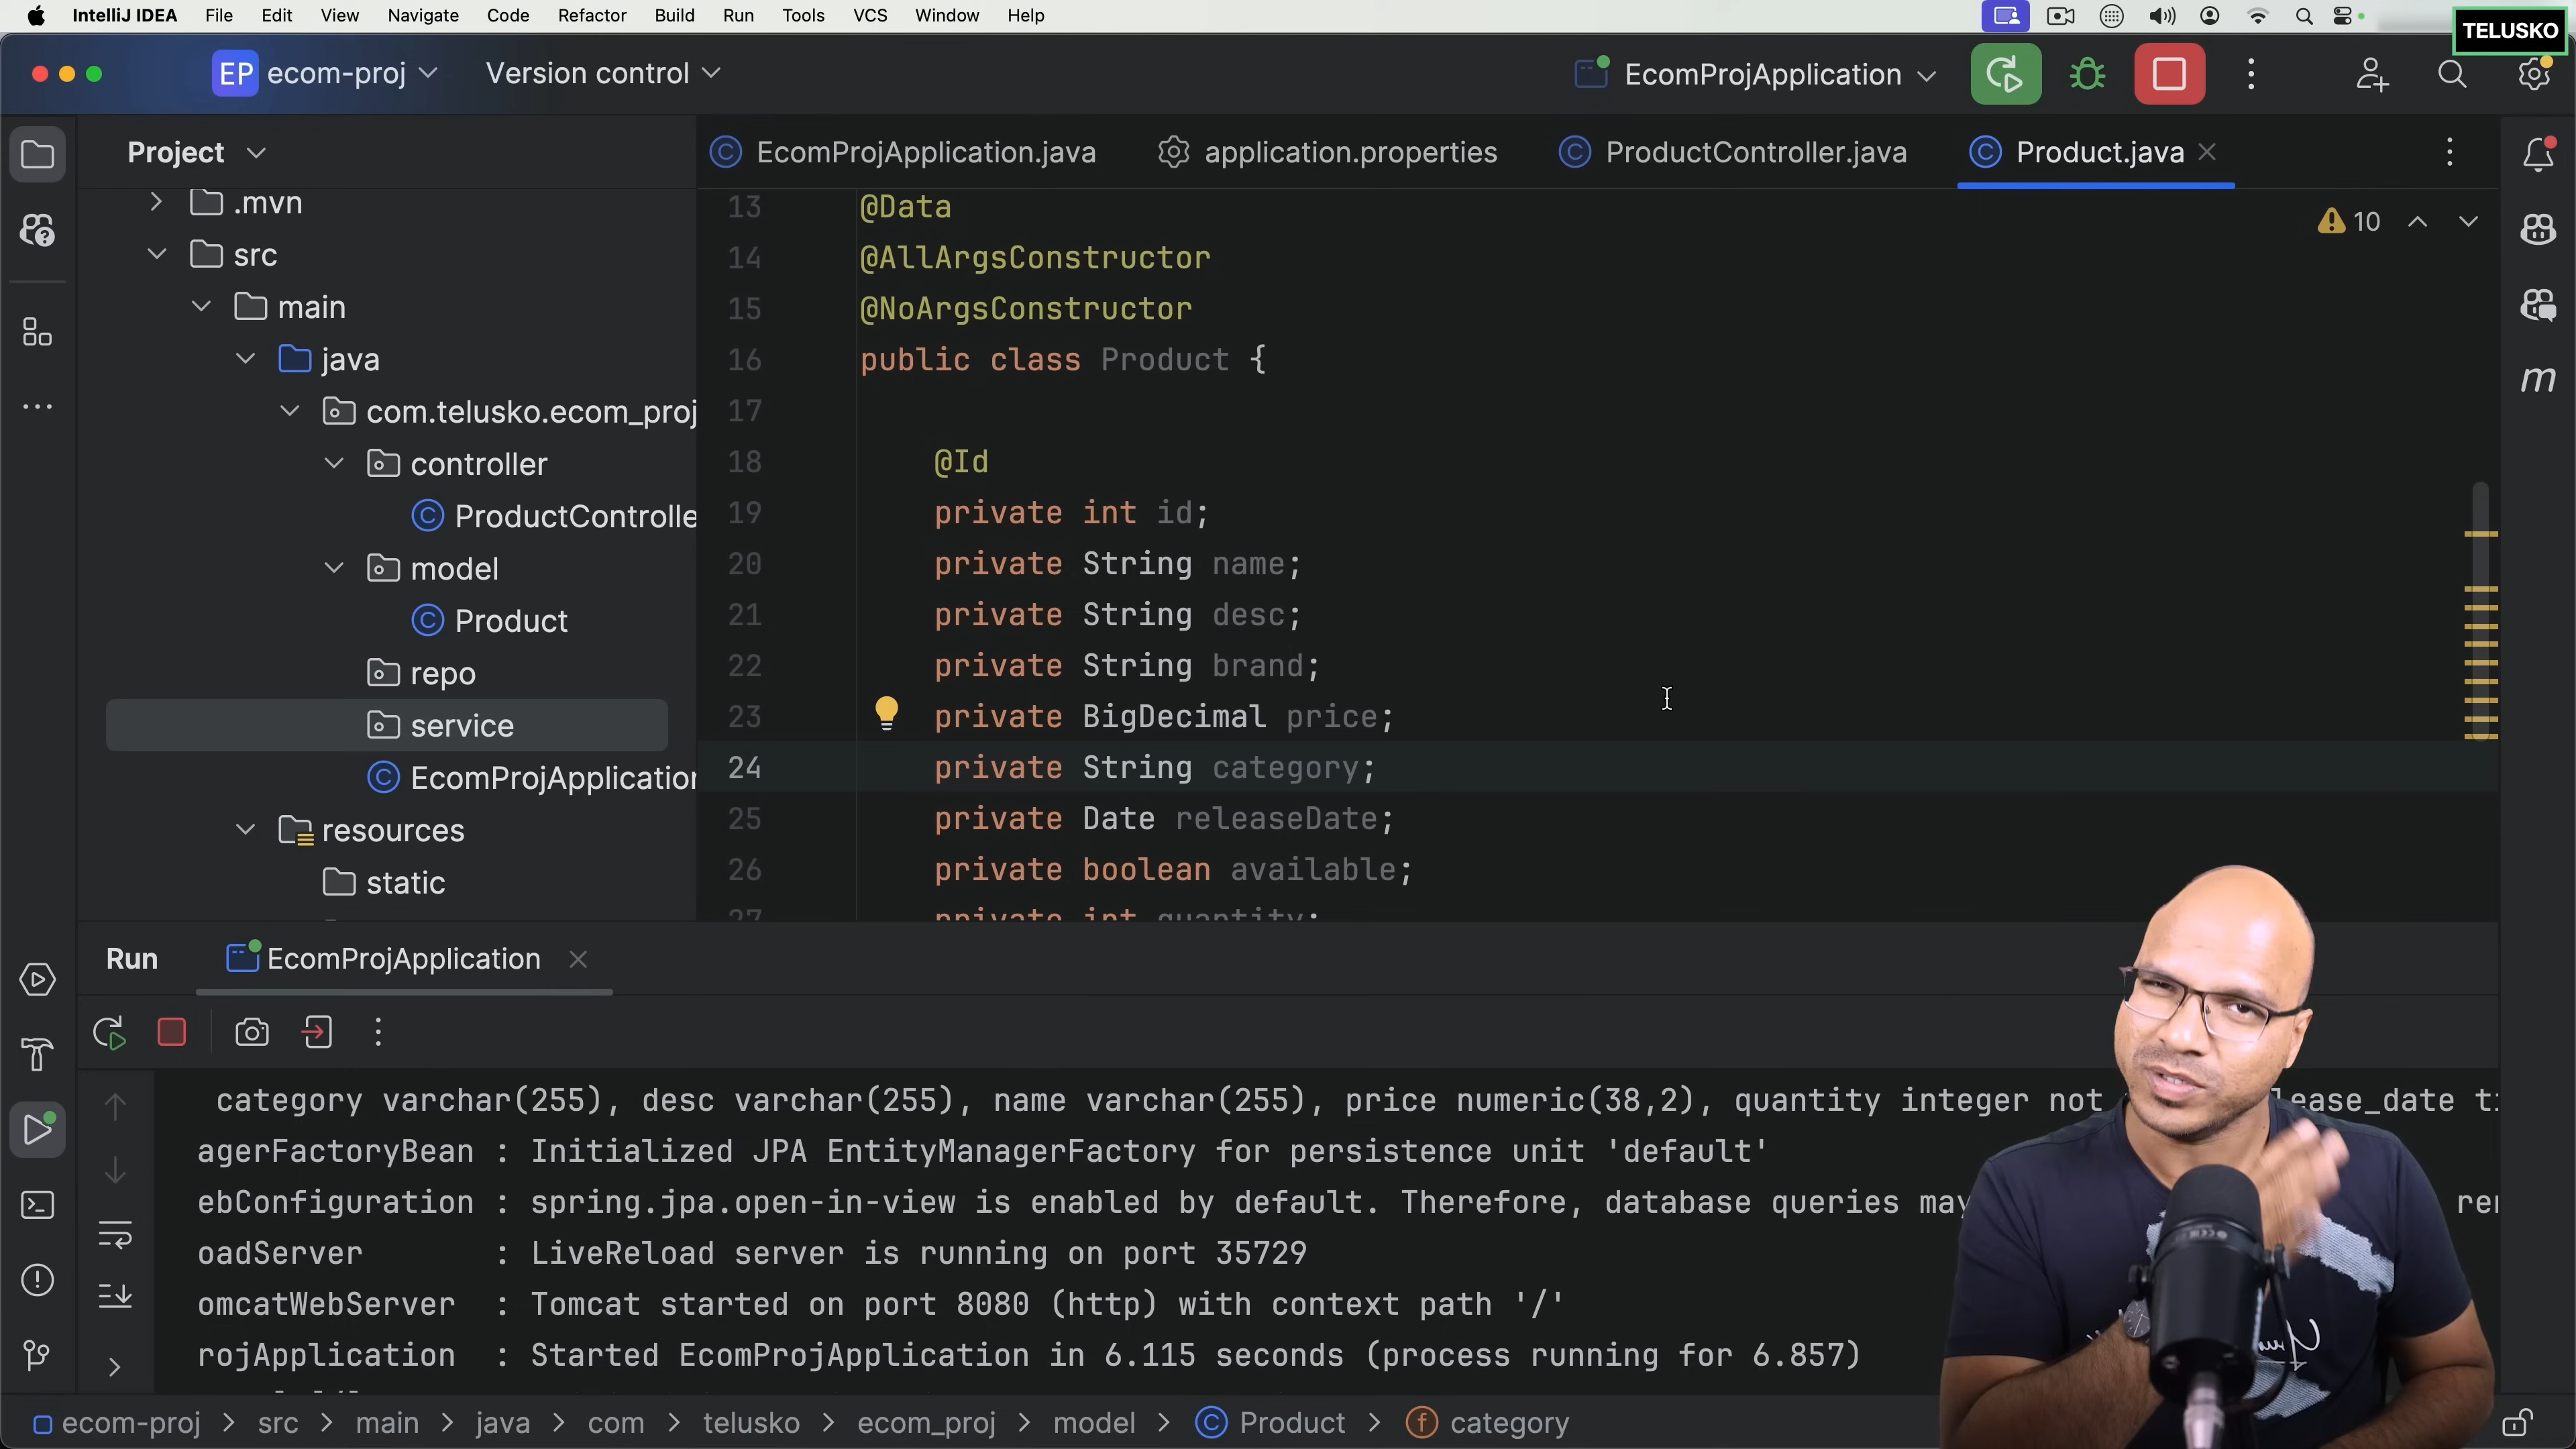 IntelliJ IDEA File Edit View Navigate Code Refactor Build Run Tools VCS Window Help
TELUSKO
EP ecom-proj Version control EcomProjApplication
Project
EcomProjApplication.java application.properties ProductController.java Product.java
.mvn
src
main
java
com.telusko.ecom_proj
controller
ProductControlle
model
Product
repo
service
EcomProjApplication
resources
static
10
13 @Data
14 @AllArgsConstructor
15 @NoArgsConstructor
16 public class Product {
17
18 @Id
19 private int id;
20 private String name;
21 private String desc;
22 private String brand;
23 private BigDecimal price;
24 private String category;
25 private Date releaseDate;
26 private boolean available;
27 private int quantity;
m
Run EcomProjApplication
category varchar(255), desc varchar(255), name varchar(255), price numeric(38,2), quantity integer not lease_date ti
agerFactoryBean : Initialized JPA EntityManagerFactory for persistence unit 'default'
ebConfiguration : spring.jpa.open-in-view is enabled by default. Therefore, database queries may ren
oadServer : LiveReload server is running on port 35729
omcatWebServer : Tomcat started on port 8080 (http) with context path '/'
rojApplication : Started EcomProjApplication in 6.115 seconds (process running for 6.857)
ecom-proj > src > main > java > com > telusko > ecom_proj > model > Product > category